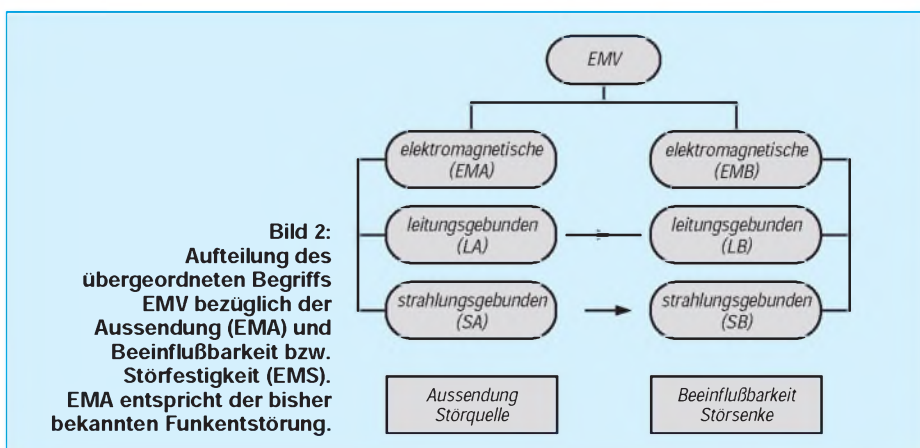 EMV
elektromagnetische
(EMA)
elektromagnetische
(EMB)
leitungsgebunden
(LA)
leitungsgebunden
(LB)
strahlungsgebunden
(SA)
strahlungsgebunden
(SB)
Aussendung
Störquelle
Beeinflußbarkeit
Störsenke
Bild 2:
Aufteilung des
übergeordneten Begriffs
EMV bezüglich der
Aussendung (EMA) und
Beeinflußbarkeit bzw.
Störfestigkeit (EMS).
EMA entspricht der bisher
bekannten Funkentstörung.